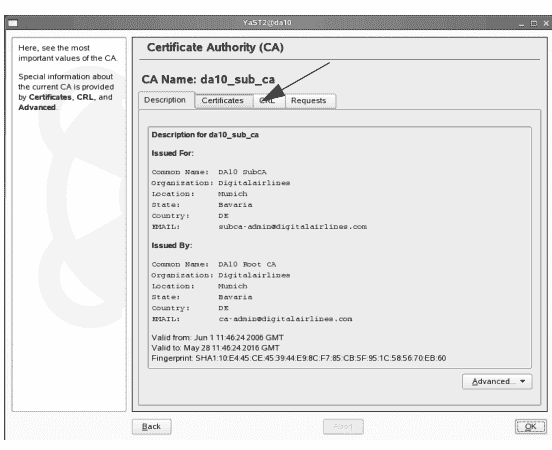 YaST2@da10
Here, see the most
important values of the CA.
Special information about
the current CA is provided
by Certificates, CRL, and
Advanced.
Certificate Authority (CA)
CA Name: da10_sub_ca
Description
Certificates
CRL
Requests
Description for da10_sub_ca
Issued For:
Common Name: DA10 SubCA
Organization: Digitalairlines
Location: Munich
State: Bavaria
Country: DE
EMAIL: subca-admin@digitalairlines.com
Issued By:
Common Name: DA10 Root CA
Organization: Digitalairlines
Location: Munich
State: Bavaria
Country: DE
EMAIL: ca-admin@digitalairlines.com
Valid from: Jun 1 11:46:24 2006 GMT
Valid to: May 28 11:46:24 2016 GMT
Fingerprint: SHA1:10:E4:45:CE:45:39:44:E9:8C:F7:85:CB:5F:95:1C:58:56:70:EB:60
Advanced...
Back
Abort
OK